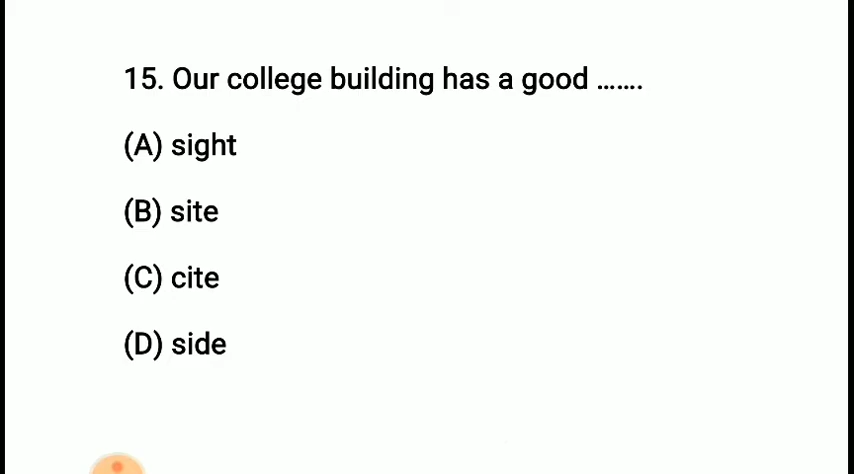 15. Our college building has a good .......
(A) sight
(B) site
(C) cite
(D) side